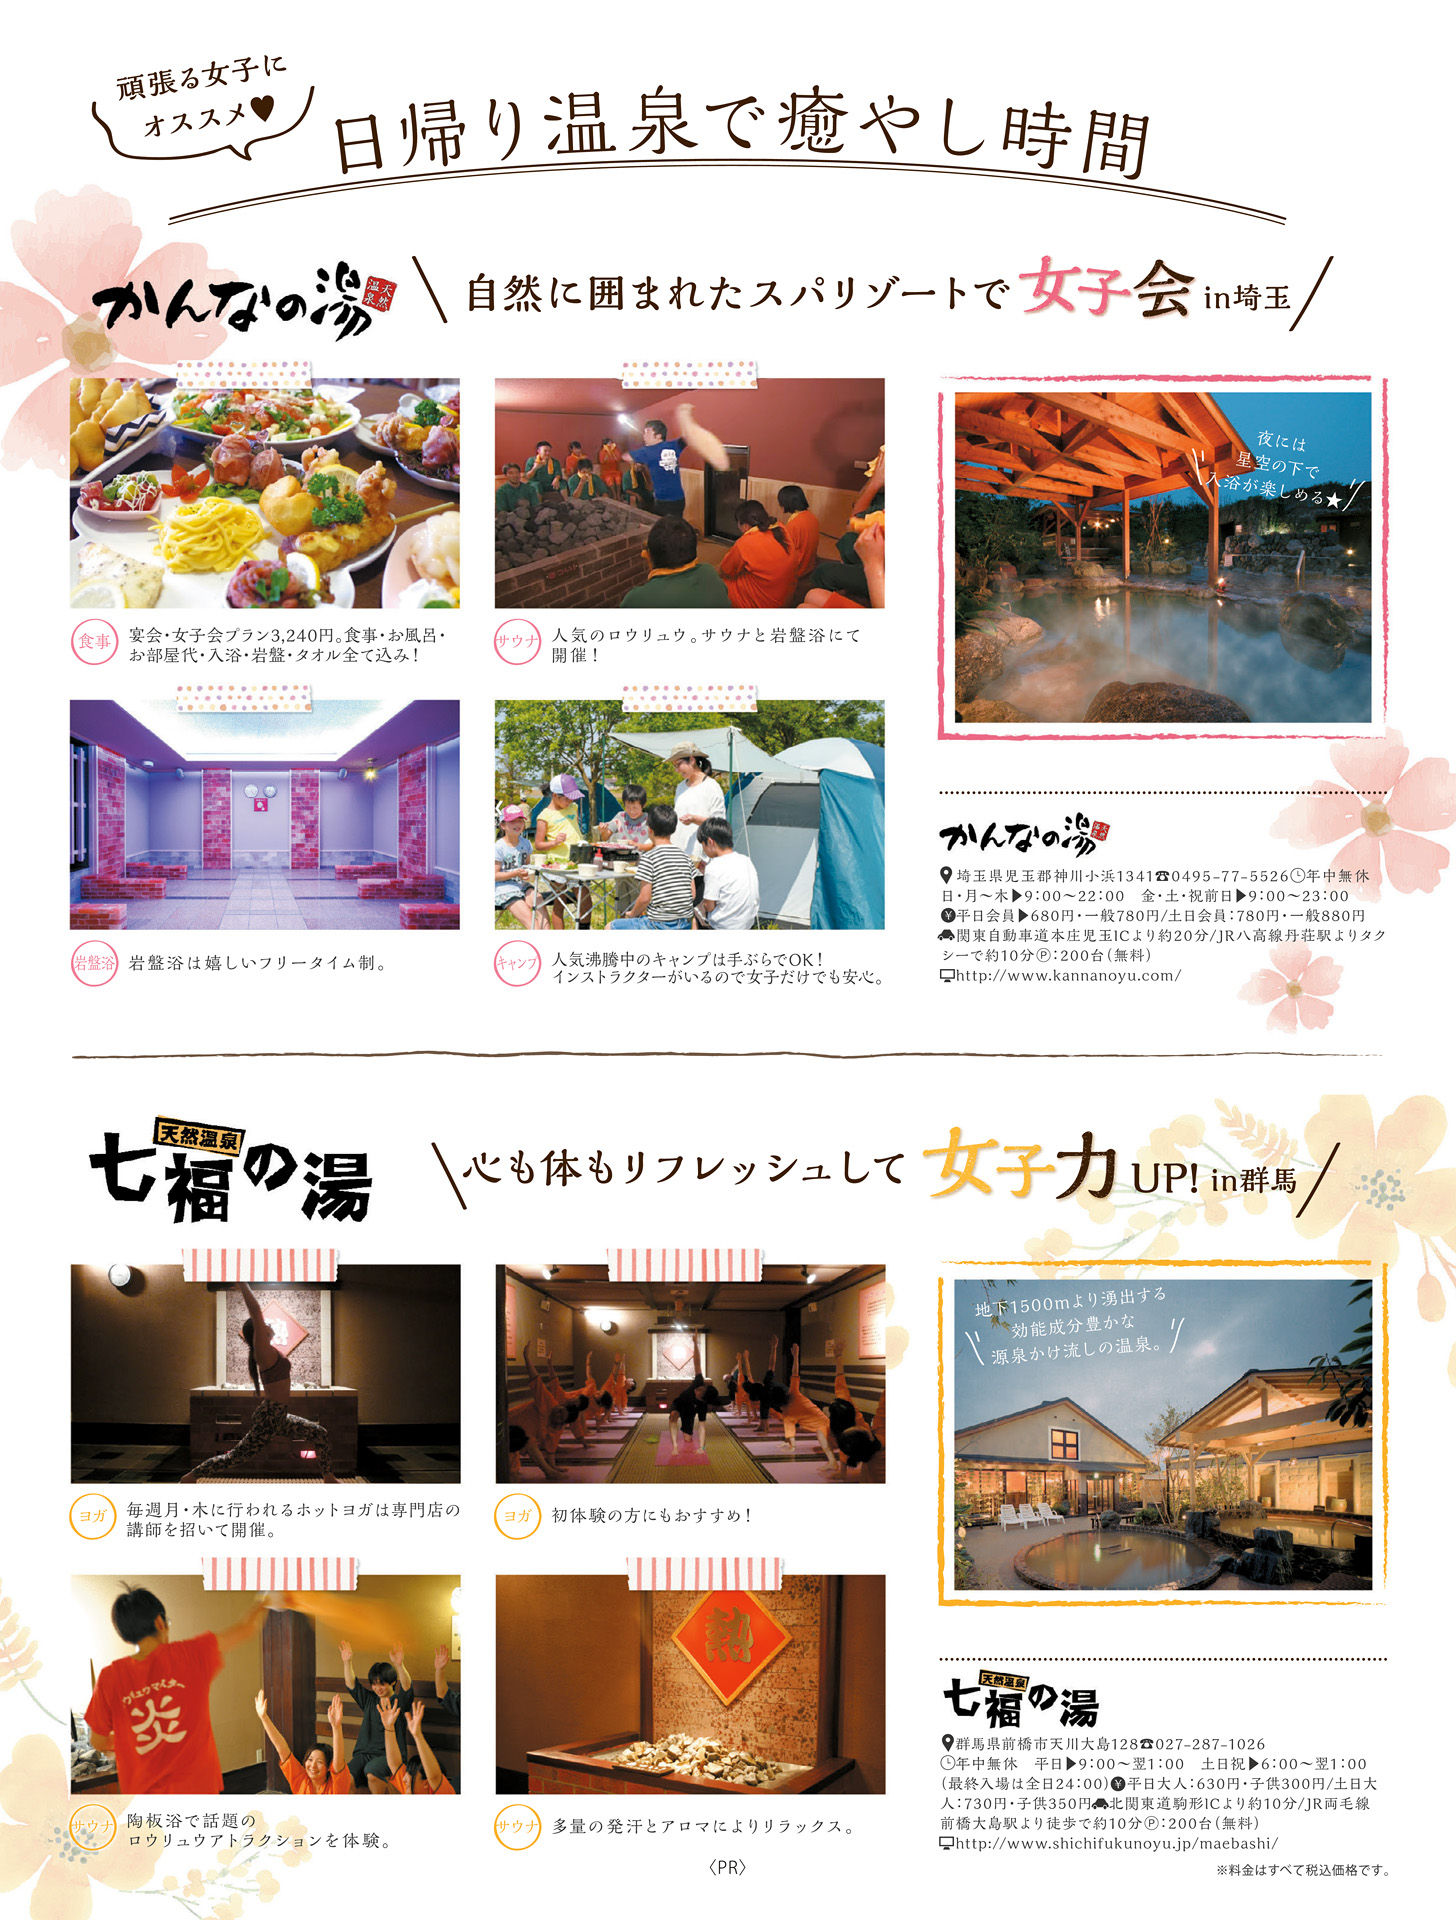 頑張る女子に
オススメ♥
日帰り温泉で癒やし時間
かんなの湯
天然温泉
自然に囲まれたスパリゾートで女子会in埼玉
夜には
星空の下で
入浴が楽しめる★
食事
宴会・女子会プラン3,240円。食事・お風呂・
お部屋代・入浴・岩盤・タオル全て込み！
サウナ
人気のロウリュウ。サウナと岩盤浴にて
開催！
岩盤浴
岩盤浴は嬉しいフリータイム制。
キャンプ
人気沸騰中のキャンプは手ぶらでOK！
インストラクターがいるので女子だけでも安心。
かんなの湯
天然温泉
埼玉県児玉郡神川小浜1341☎0495-77-5526年中無休
日・月〜木▶9：00〜22：00　金・土・祝前日▶9：00〜23：00
¥平日会員▶680円・一般780円/土日会員：780円・一般880円
関東自動車道本庄児玉ICより約20分/JR八高線丹荘駅よりタク
シーで約10分Ⓟ：200台（無料）
http://www.kannanoyu.com/
天然温泉
七福の湯
心も体もリフレッシュして女子力UP! in群馬
地下1500mより湧出する
効能成分豊かな
源泉かけ流しの温泉。
熱
ヨガ
毎週月・木に行われるホットヨガは専門店の
講師を招いて開催。
ヨガ
初体験の方にもおすすめ！
ウリュウマイスター
炎
熱
サウナ
陶板浴で話題の
ロウリュウアトラクションを体験。
サウナ
多量の発汗とアロマによりリラックス。
天然温泉
七福の湯
群馬県前橋市天川大島128☎027-287-1026
年中無休　平日▶9：00〜翌1：00　土日祝▶6：00〜翌1：00
（最終入場は全日24：00）¥平日大人：630円・子供300円/土日大
人：730円・子供350円北関東道駒形ICより約10分/JR両毛線
前橋大島駅より徒歩で約10分Ⓟ：200台（無料）
http://www.shichifukunoyu.jp/maebashi/
〈PR〉
※料金はすべて税込価格です。